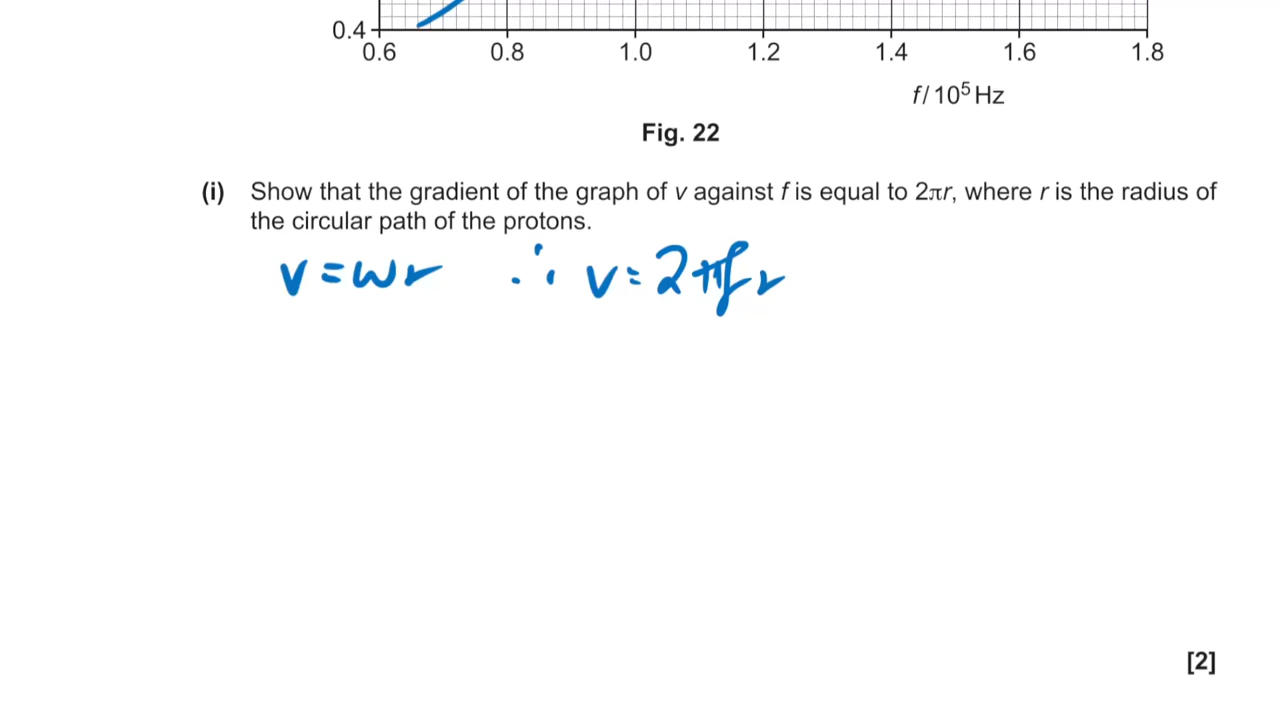 0.4
0.6 0.8 1.0 1.2 1.4 1.6 1.8
f/10⁵Hz
Fig. 22
(i) Show that the gradient of the graph of v against f is equal to 2πr, where r is the radius of
the circular path of the protons.
v = ωr ∴ v = 2πfr
[2]